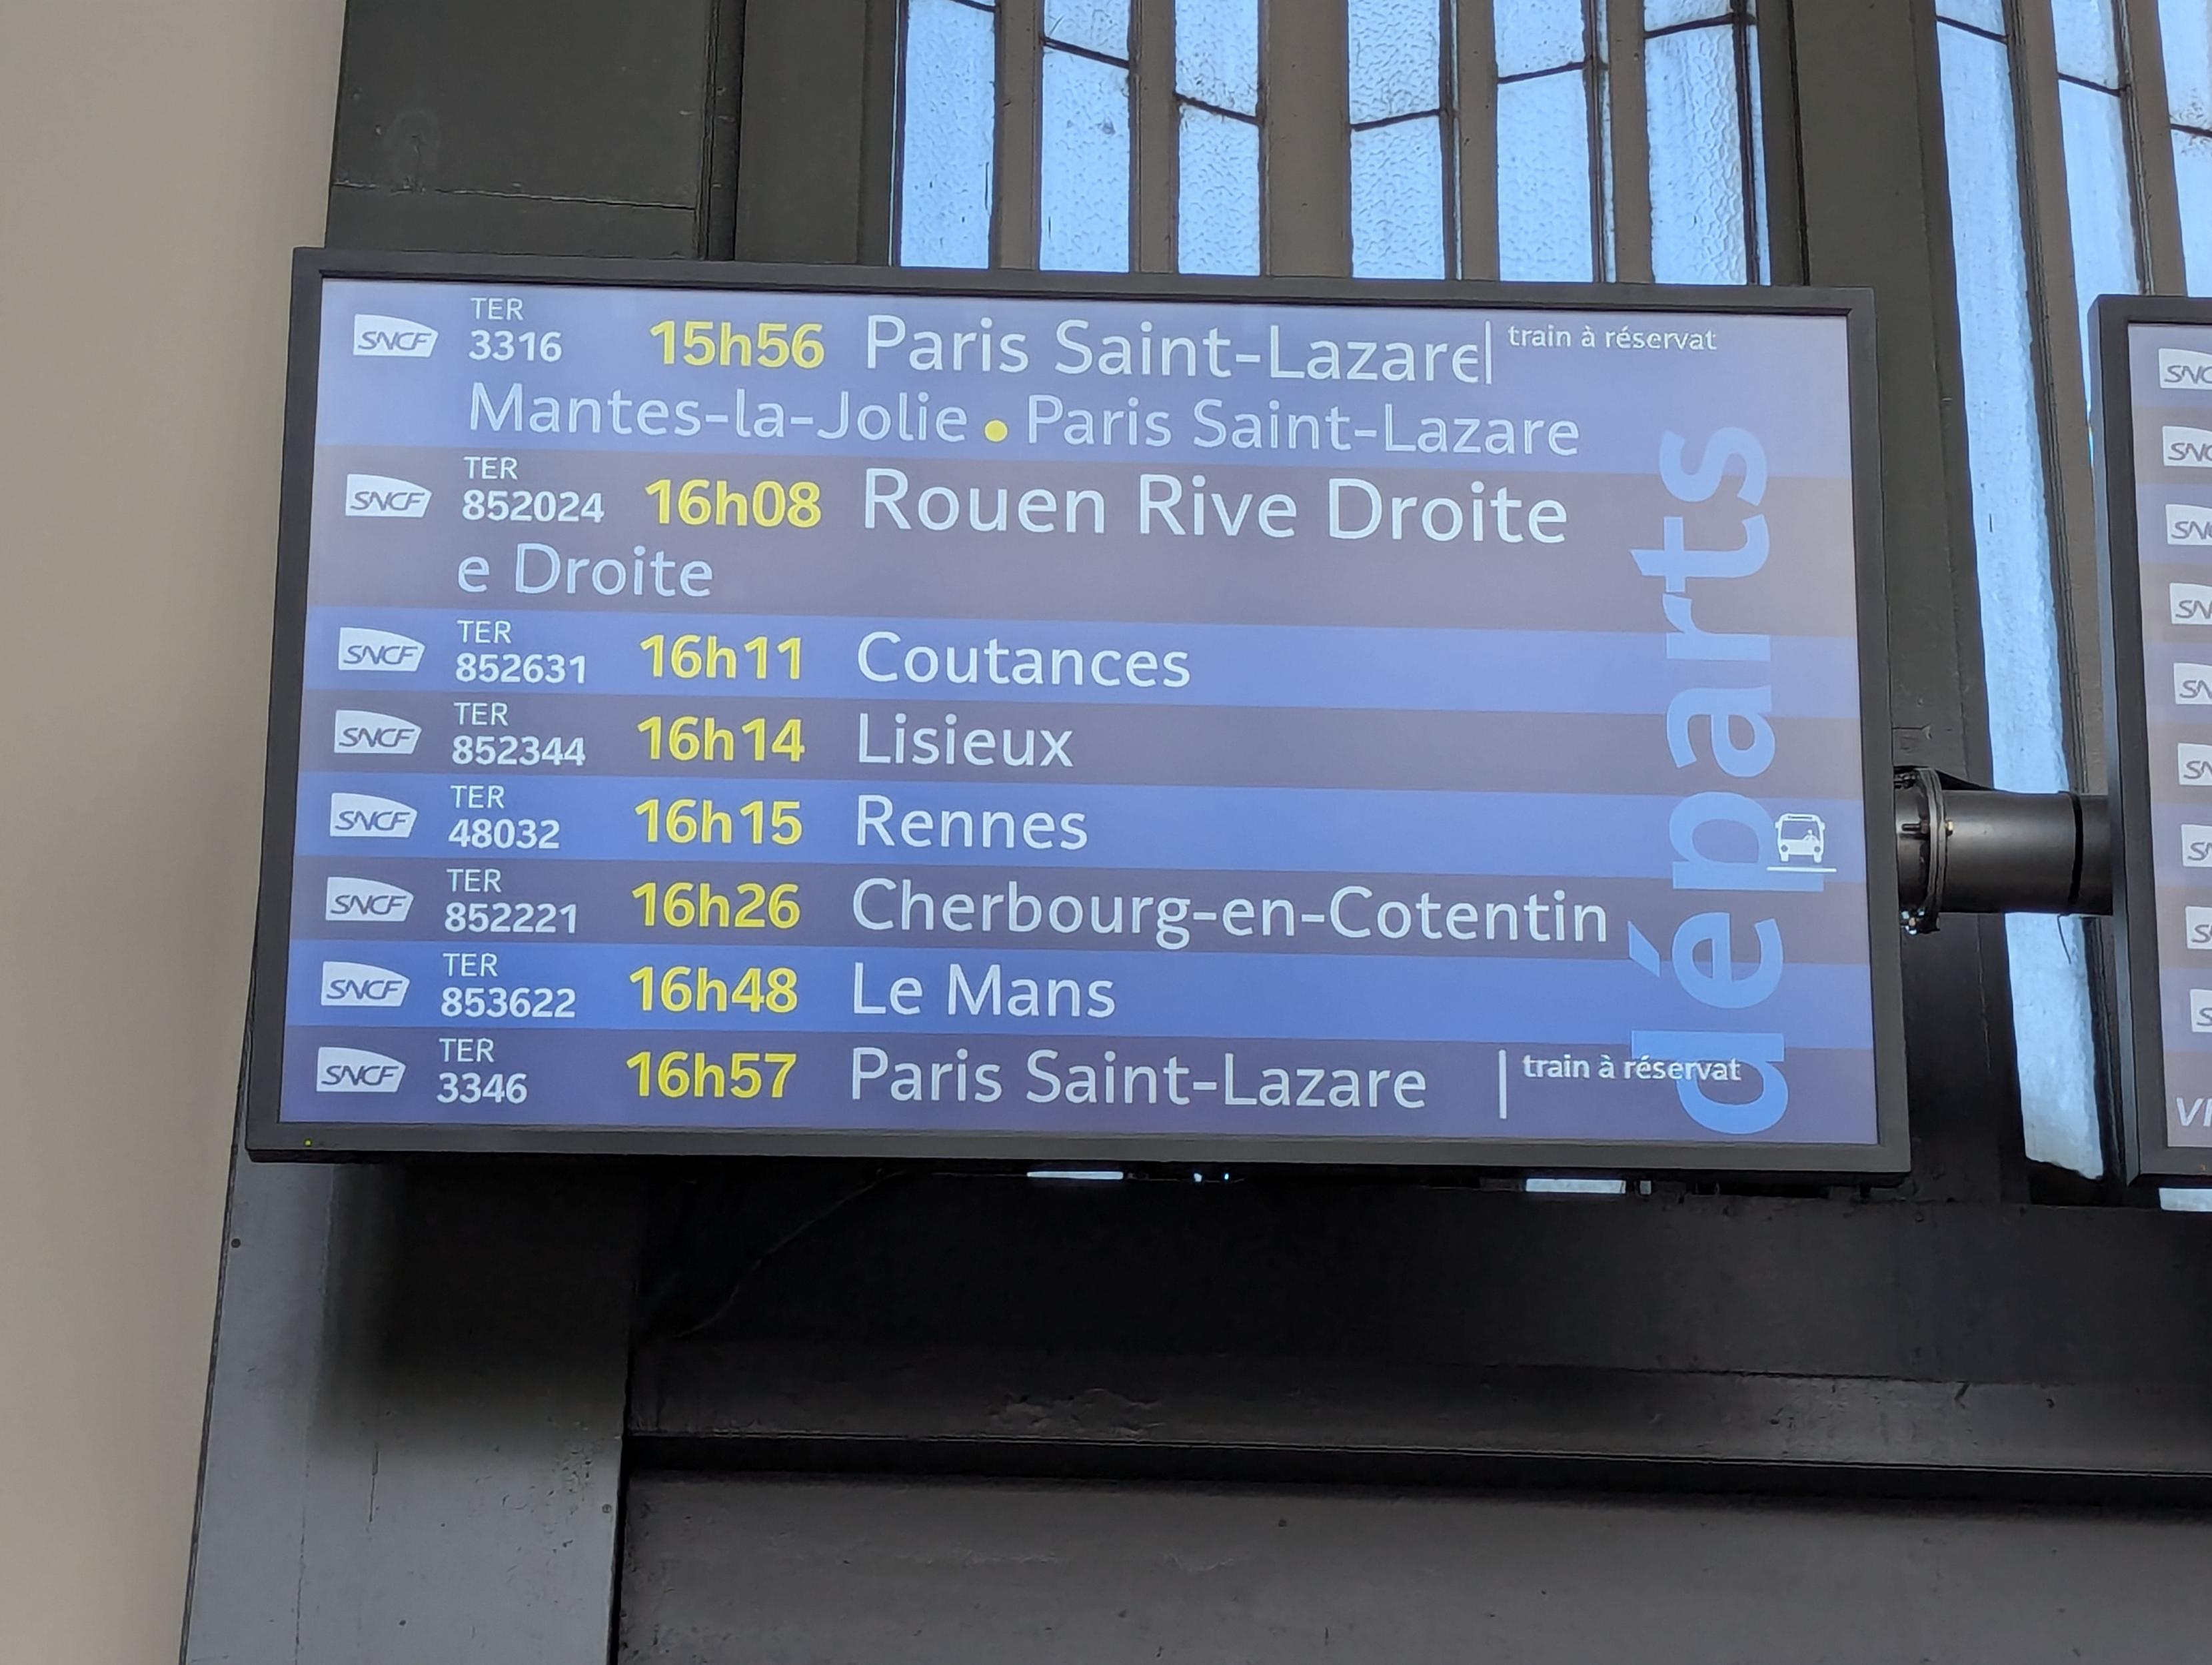 SNCF TER 3316 15h56 Paris Saint-Lazare train à réservat
Mantes-la-Jolie • Paris Saint-Lazare
SNCF TER 852024 16h08 Rouen Rive Droite
e Droite
SNCF TER 852631 16h11 Coutances
SNCF TER 852344 16h14 Lisieux
SNCF TER 48032 16h15 Rennes
SNCF TER 852221 16h26 Cherbourg-en-Cotentin
SNCF TER 853622 16h48 Le Mans
SNCF TER 3346 16h57 Paris Saint-Lazare train à réservat
départs